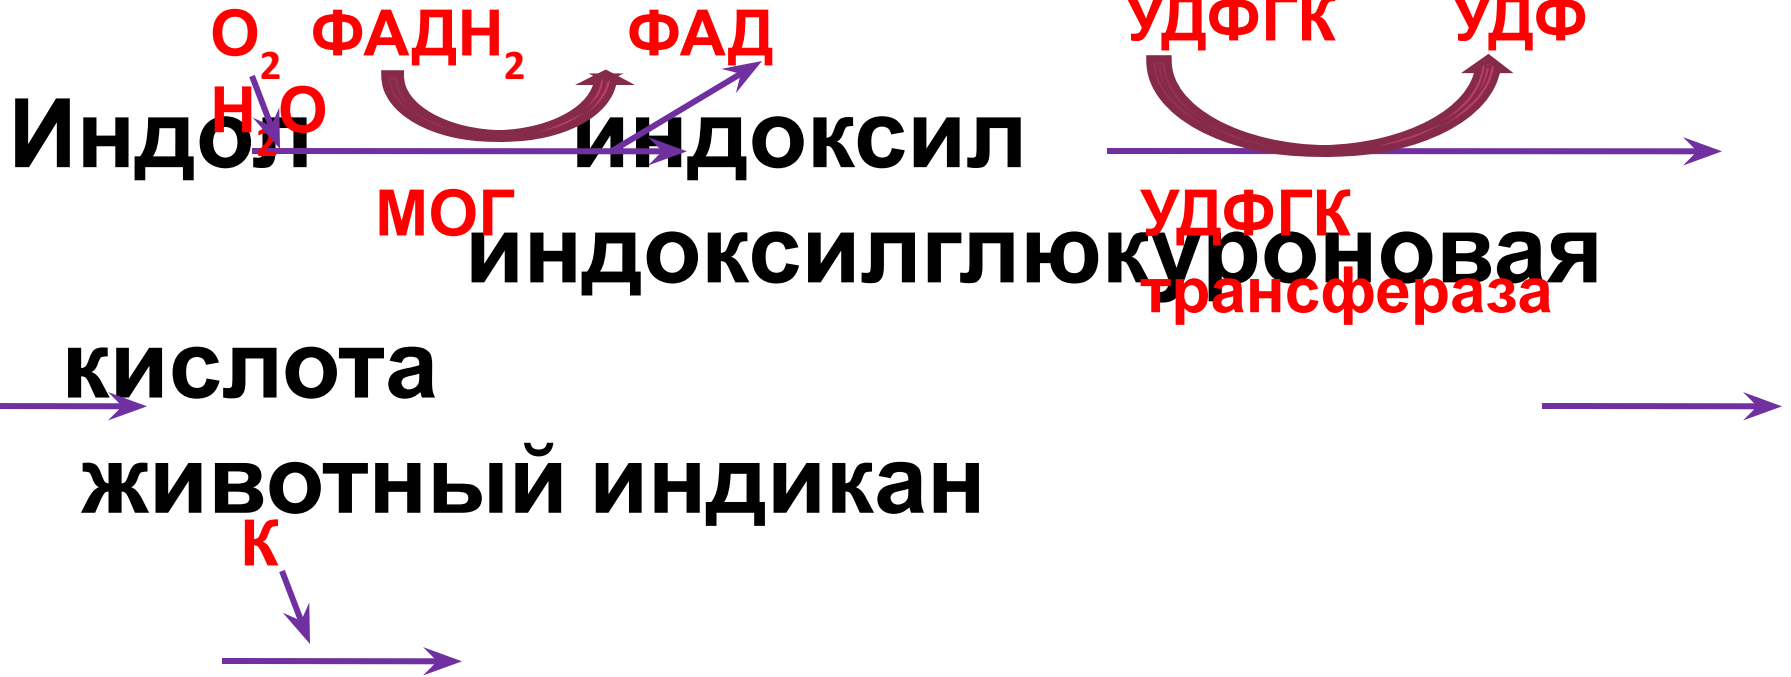 О₂ ФАДН₂ ФАД УДФГК УДФ
Н₂О
Индол индоксил
МОГ УДФГК
индоксилглюкуроновая
трансфераза
кислота
животный индикан
К